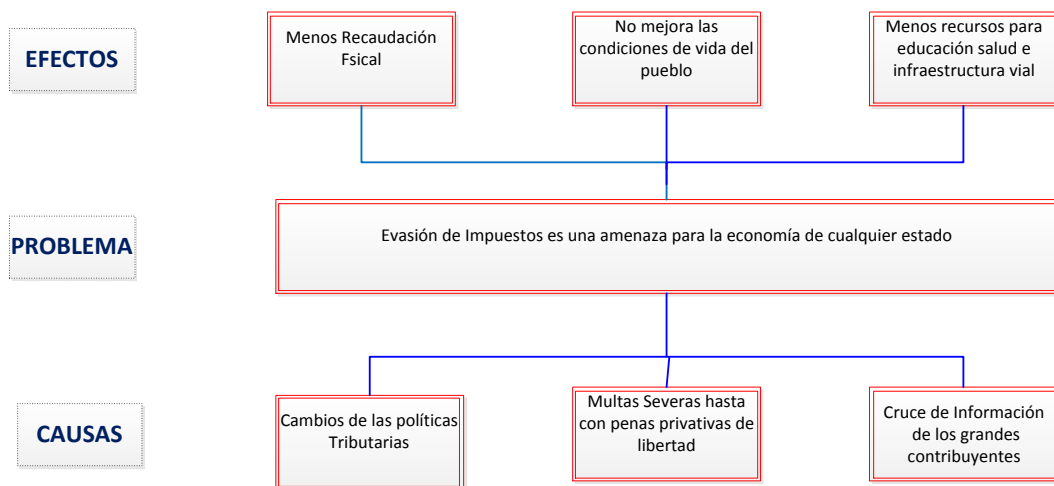 EFECTOS
Menos Recaudación
Fsical
No mejora las
condiciones de vida del
pueblo
Menos recursos para
educación salud e
infraestructura vial
PROBLEMA
Evasión de Impuestos es una amenaza para la economía de cualquier estado
CAUSAS
Cambios de las políticas
Tributarias
Multas Severas hasta
con penas privativas de
libertad
Cruce de Información
de los grandes
contribuyentes